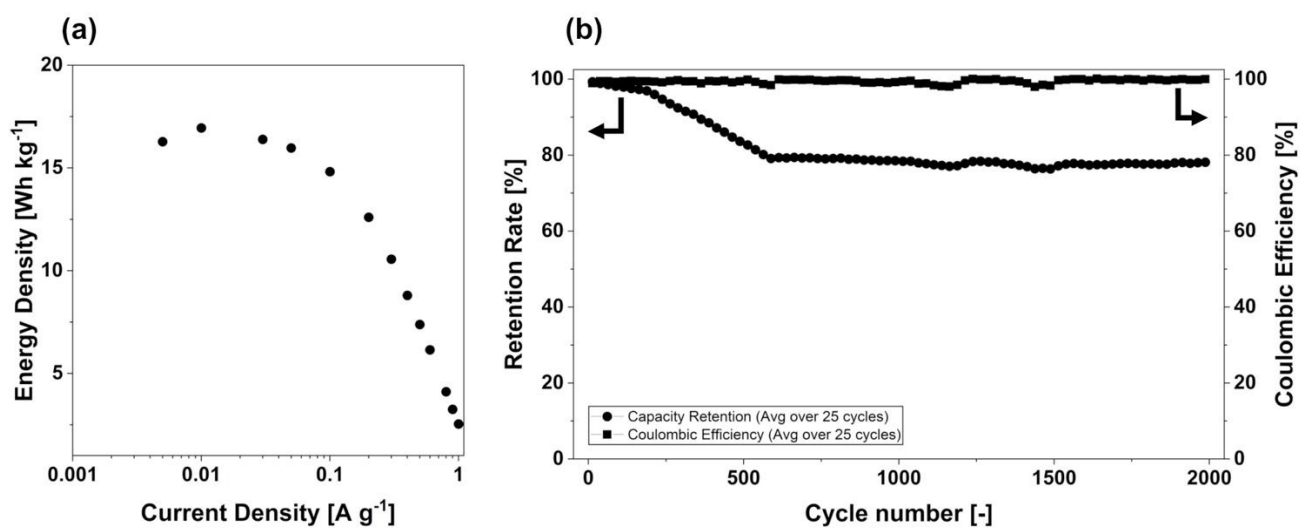 (a)
20
15
10
5
Energy Density [Wh kg⁻¹]
0.001 0.01 0.1 1
Current Density [A g⁻¹]
(b)
100
80
60
40
20
0
Retention Rate [%]
Capacity Retention (Avg over 25 cycles)
Coulombic Efficiency (Avg over 25 cycles)
100
80
60
40
20
0
Coulombic Efficiency [%]
0 500 1000 1500 2000
Cycle number [-]